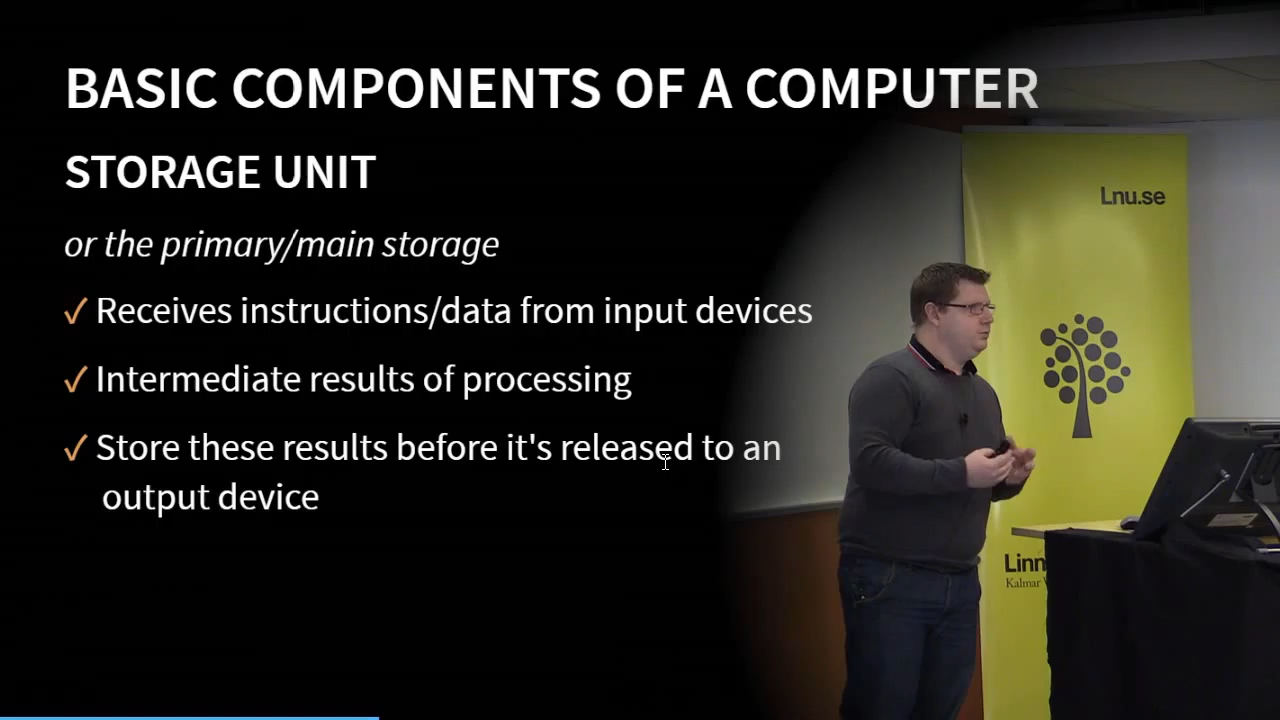 BASIC COMPONENTS OF A COMPUTER
STORAGE UNIT
or the primary/main storage
✓ Receives instructions/data from input devices
✓ Intermediate results of processing
✓ Store these results before it's released to an
output device
Lnu.se
Kalmar